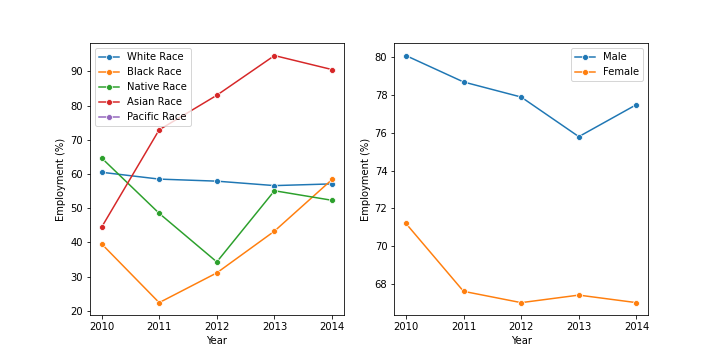 White Race
Black Race
Native Race
Asian Race
Pacific Race
Employment (%)
90
80
70
60
50
40
30
20
2010 2011 2012 2013 2014
Year
Male
Female
Employment (%)
80
78
76
74
72
70
68
2010 2011 2012 2013 2014
Year